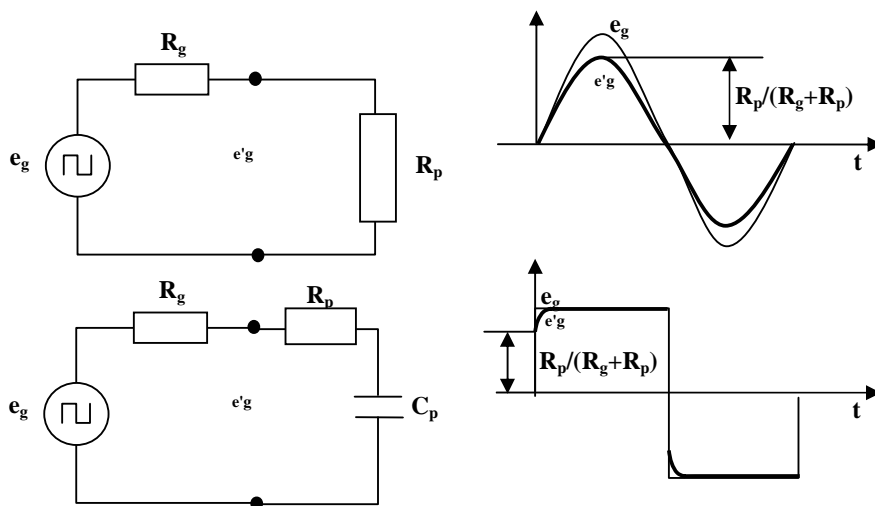 R_g
e_g
e'g
R_p
e_g
e'g
R_p/(R_g+R_p)
t
R_g
R_p
e_g
e'g
C_p
e_g
e'g
R_p/(R_g+R_p)
t